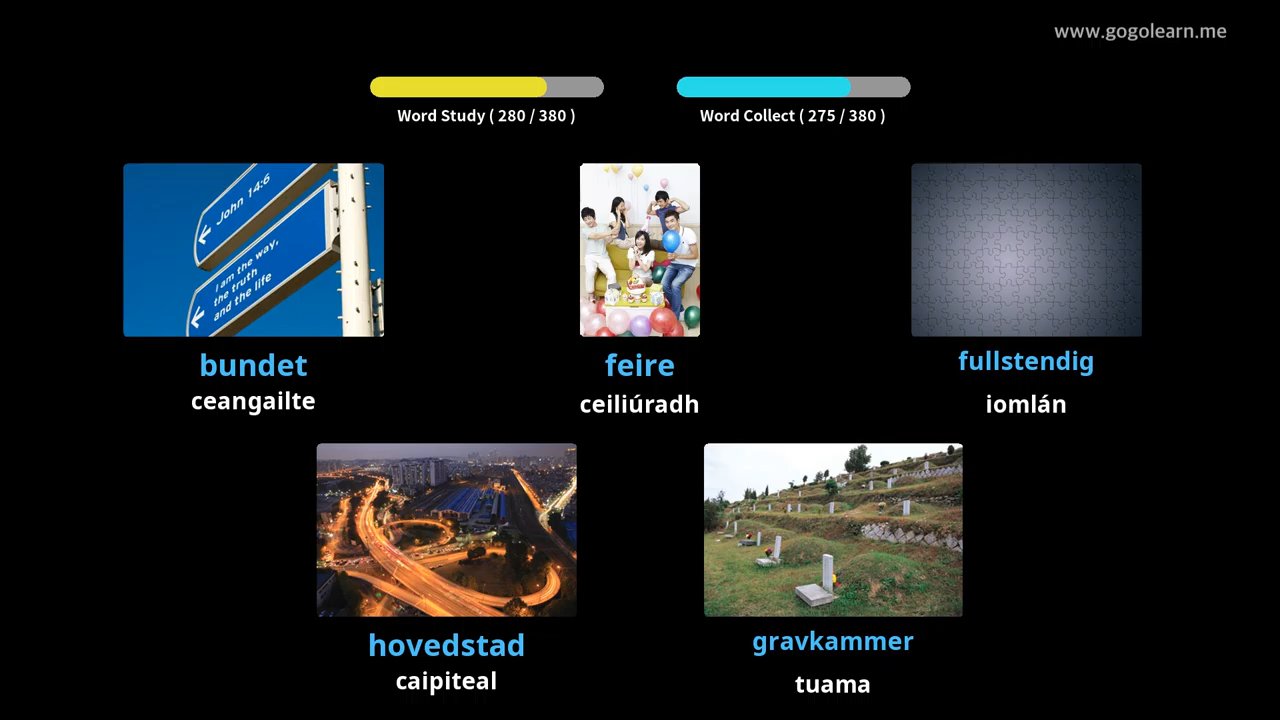 www.gogolearn.me
Word Study ( 280 / 380 )
Word Collect ( 275 / 380 )
John 14:6
I am the way,
the truth
and the life
bundet
ceangailte
feire
ceiliúradh
fullstendig
iomlán
hovedstad
caipiteal
gravkammer
tuama